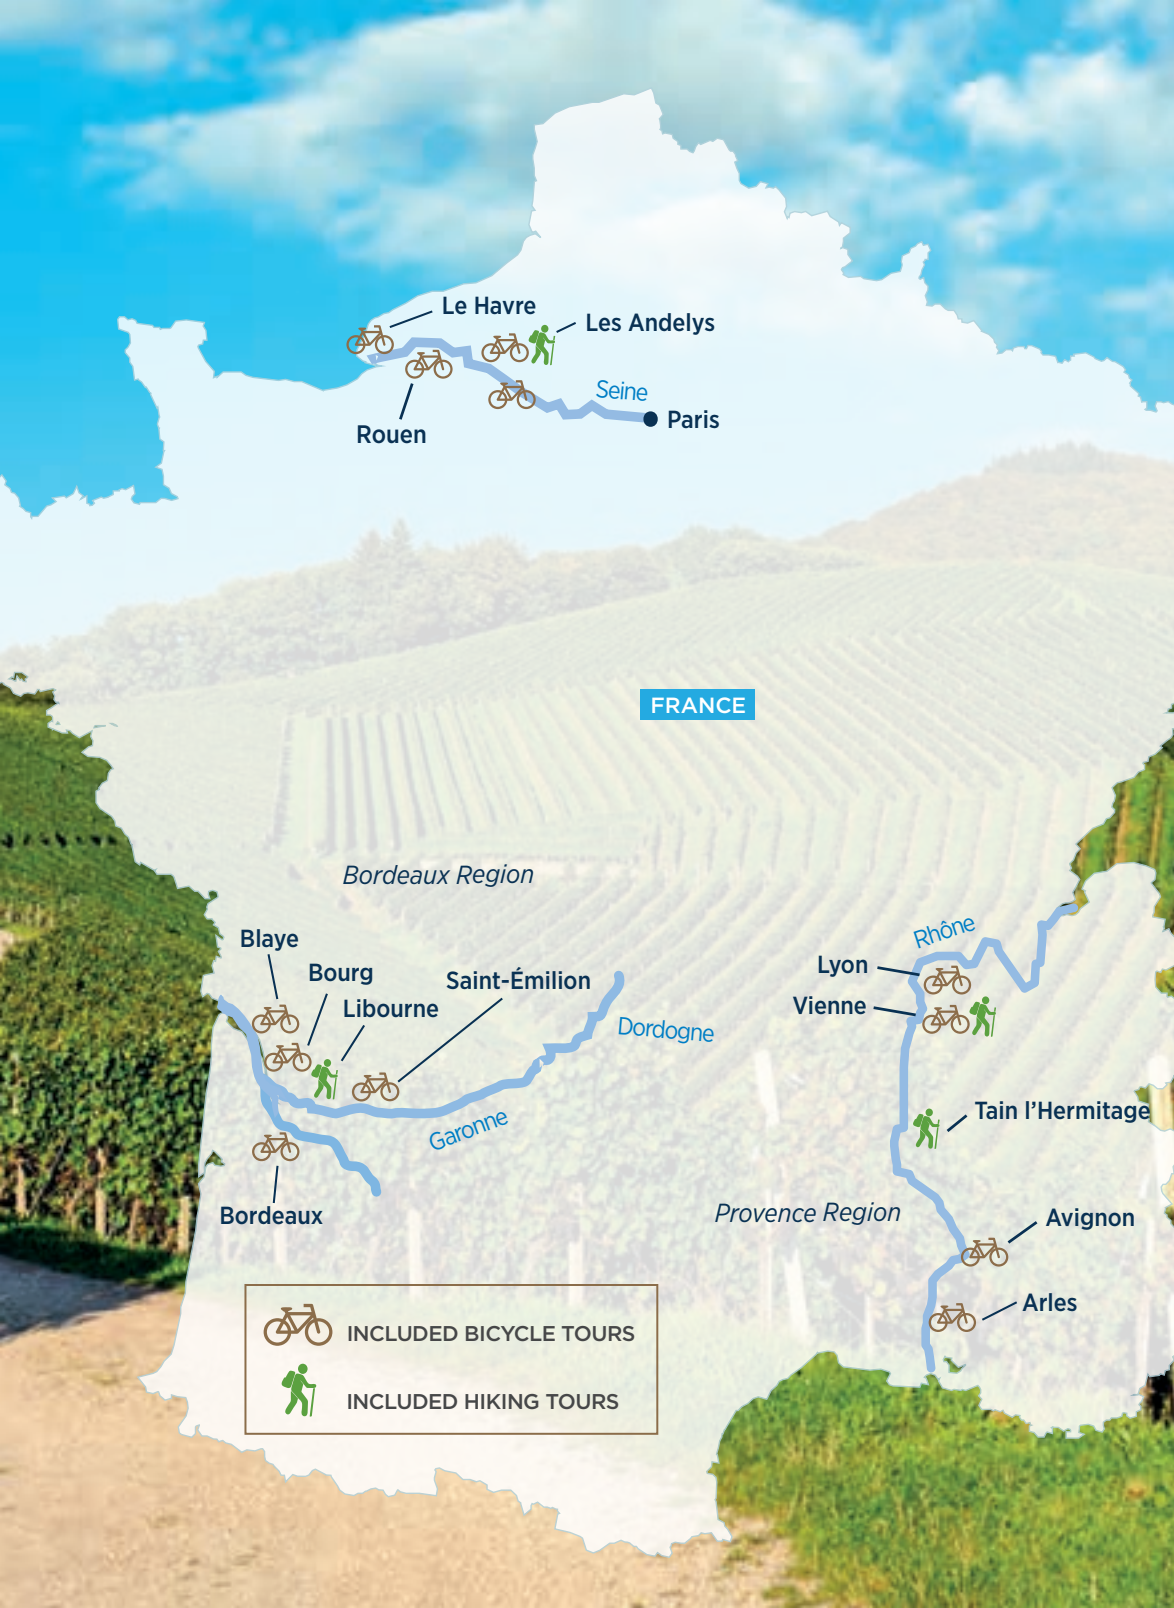 Le Havre
Les Andelys
Seine
Paris
Rouen
FRANCE
Bordeaux Region
Blaye
Bourg
Saint-Émilion
Libourne
Dordogne
Garonne
Bordeaux
Rhône
Lyon
Vienne
Tain l’Hermitage
Provence Region
Avignon
Arles
INCLUDED BICYCLE TOURS
INCLUDED HIKING TOURS